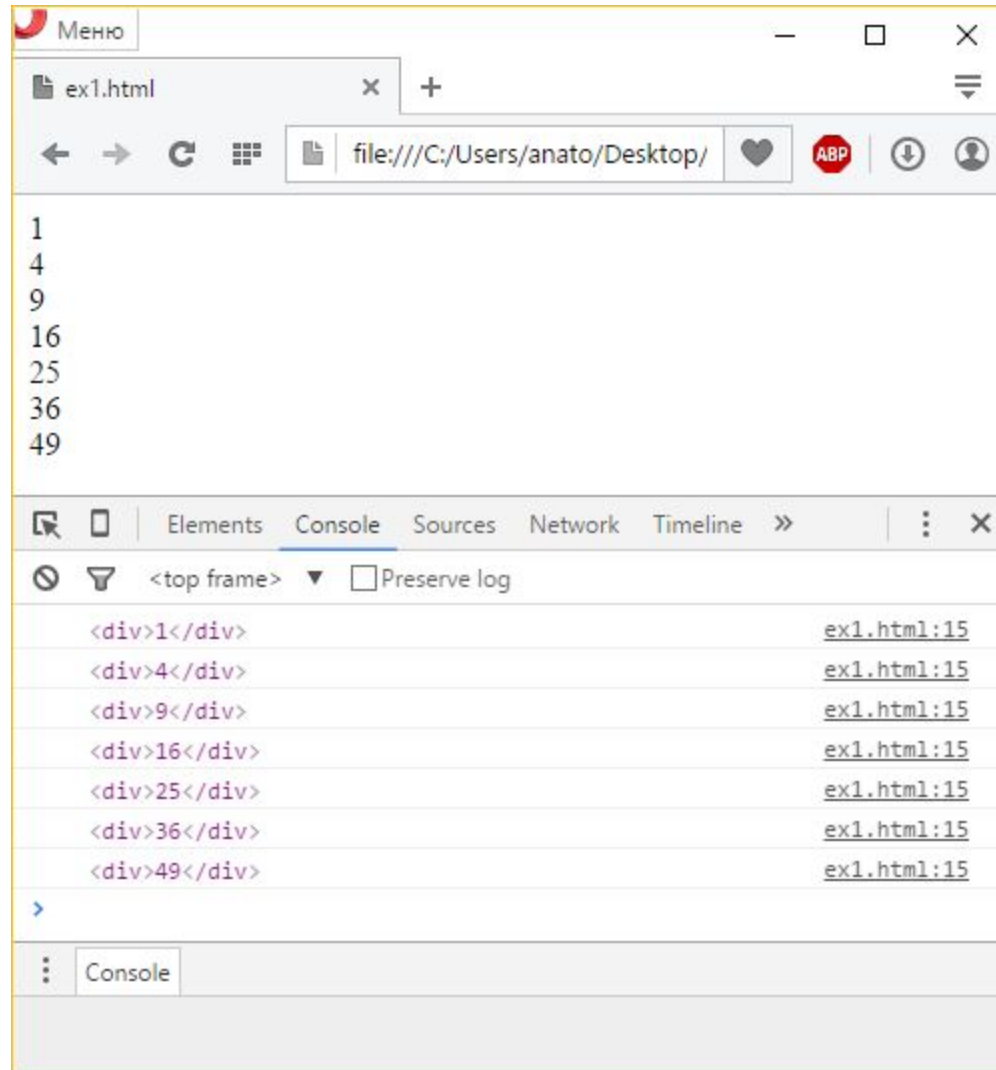 Меню
ex1.html
file:///C:/Users/anato/Desktop/
ABP
1
4
9
16
25
36
49
Elements Console Sources Network Timeline »
<top frame> ▼ Preserve log
<div>1</div> ex1.html:15
<div>4</div> ex1.html:15
<div>9</div> ex1.html:15
<div>16</div> ex1.html:15
<div>25</div> ex1.html:15
<div>36</div> ex1.html:15
<div>49</div> ex1.html:15
>
Console